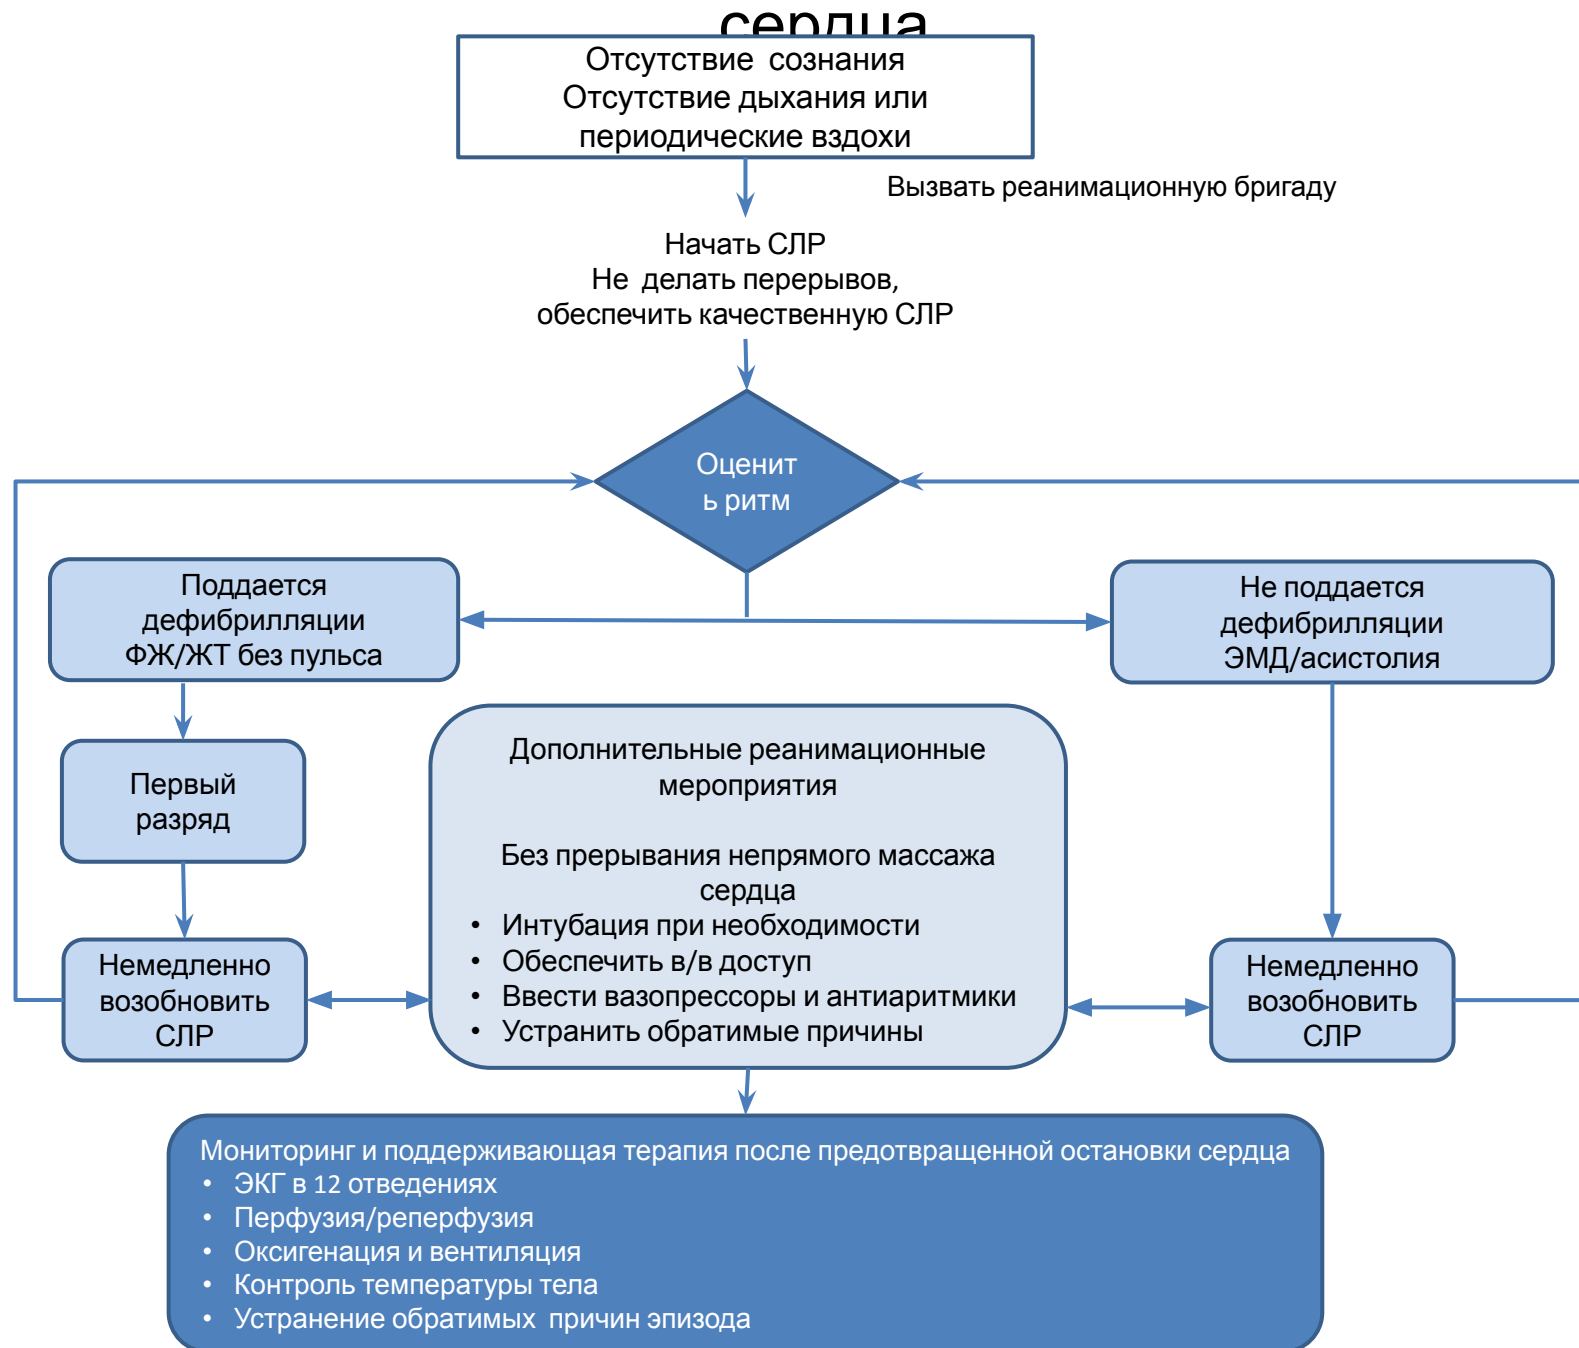 сердца
Отсутствие сознания
Отсутствие дыхания или
периодические вздохи
Вызвать реанимационную бригаду
Начать СЛР
Не делать перерывов,
обеспечить качественную СЛР
Оценит
ь ритм
Поддается
дефибрилляции
ФЖ/ЖТ без пульса
Не поддается
дефибрилляции
ЭМД/асистолия
Первый
разряд
Дополнительные реанимационные
мероприятия
Без прерывания непрямого массажа
сердца
• Интубация при необходимости
• Обеспечить в/в доступ
• Ввести вазопрессоры и антиаритмики
• Устранить обратимые причины
Немедленно
возобновить
СЛР
Немедленно
возобновить
СЛР
Мониторинг и поддерживающая терапия после предотвращенной остановки сердца
• ЭКГ в 12 отведениях
• Перфузия/реперфузия
• Оксигенация и вентиляция
• Контроль температуры тела
• Устранение обратимых причин эпизода